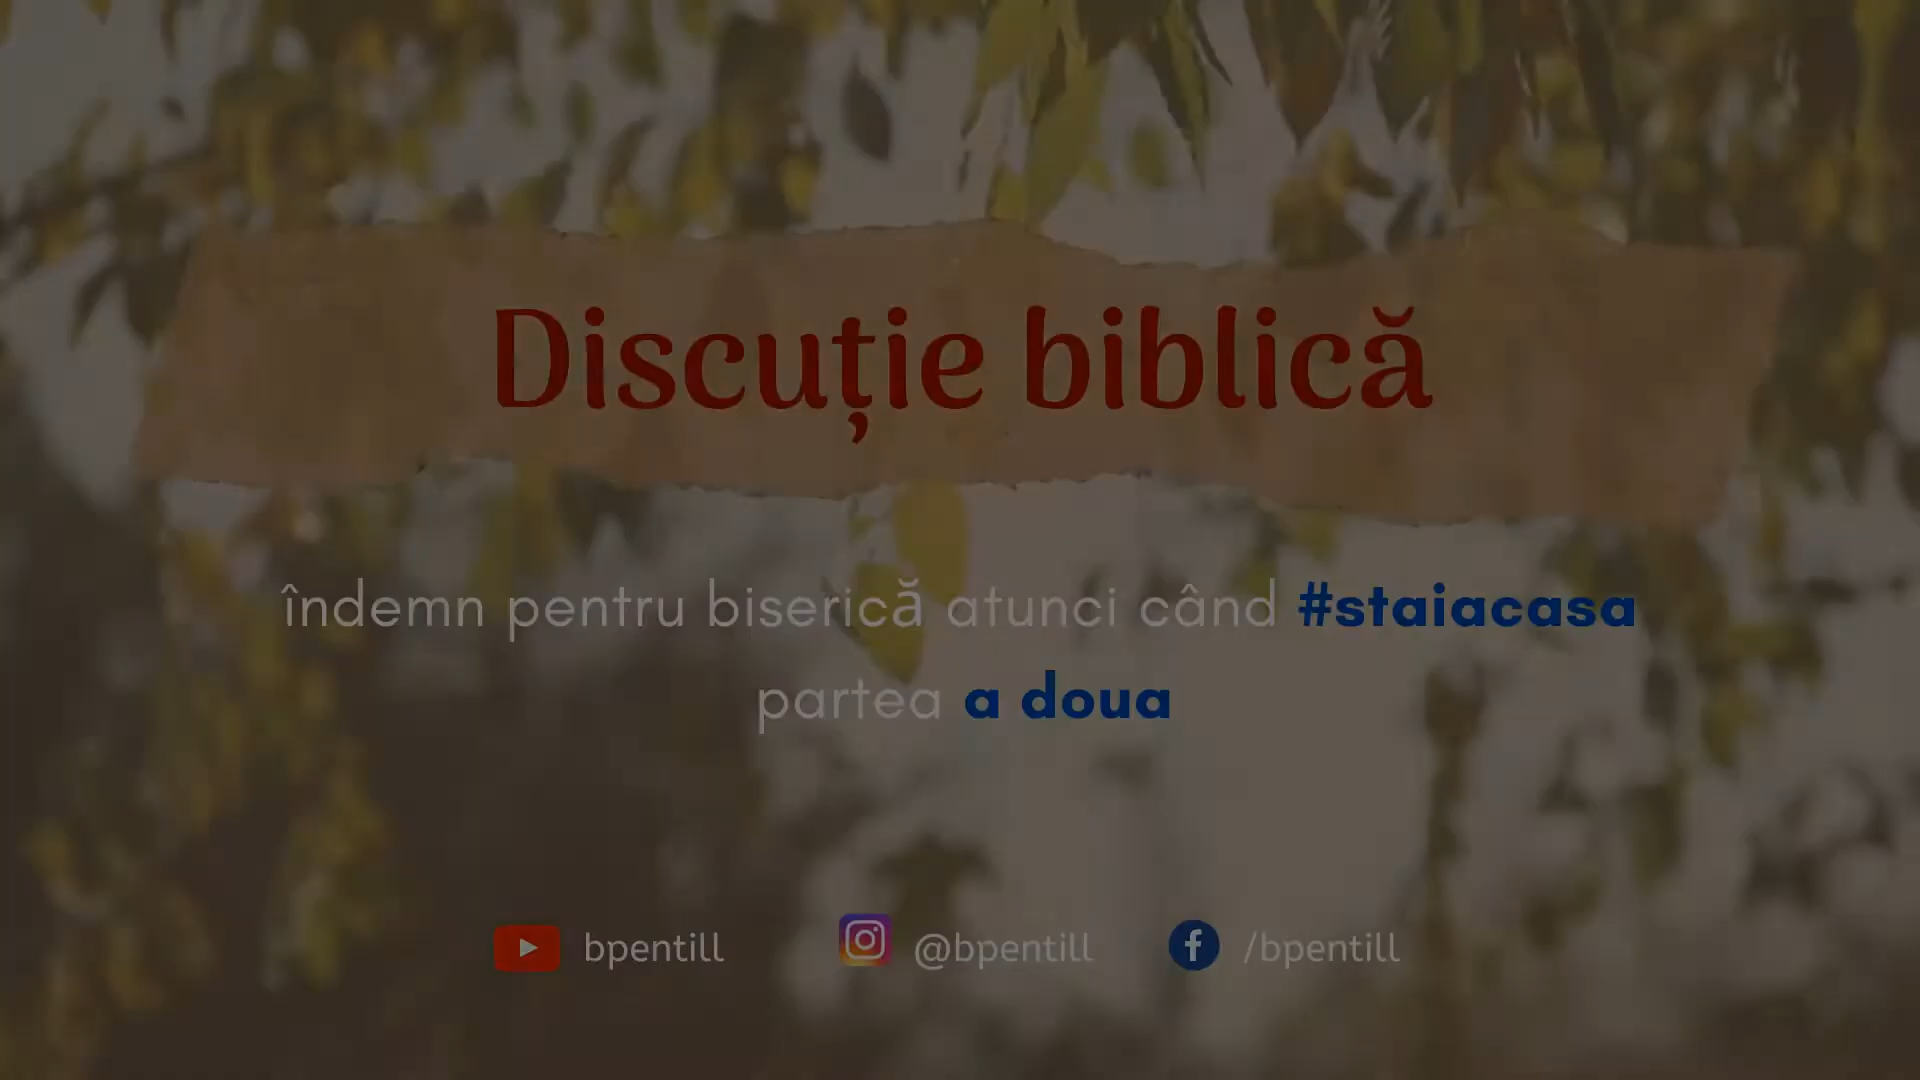 Discuție biblică
îndemn pentru biserică atunci când #staiacasa
partea a doua
bpentill @bpentill /bpentill